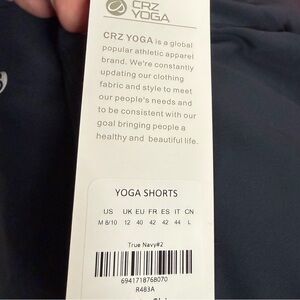 CRZ
YOGA
CRZ YOGA is a global
popular athletic apparel
brand. We're constantly
updating our clothing
fabric and style to meet
our people's needs and
to be consistent with our
goal bringing people a
healthy and beautiful life.
YOGA SHORTS
US UK EU FR ES IT CN
M 8/10 12 40 42 42 44 L
True Navy#2
6941718768070
R483A